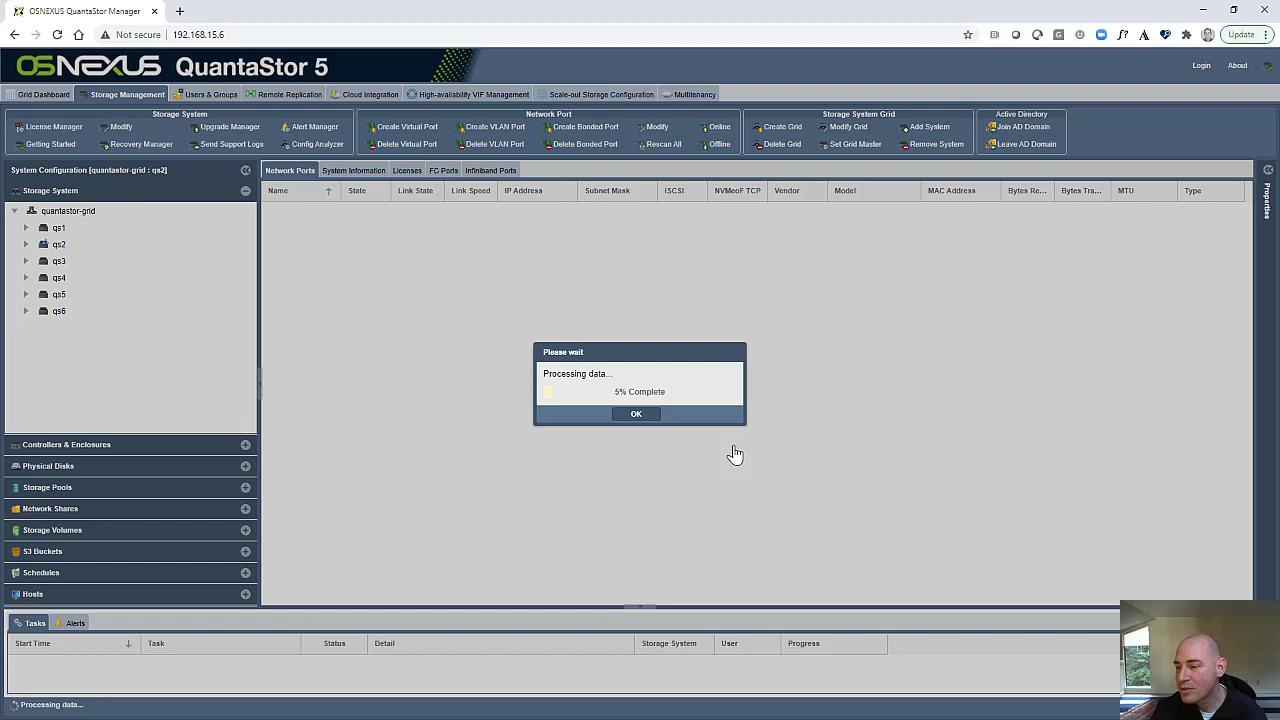 OSNEXUS QuantaStor Manager
Not secure
192.168.15.6
Update
OSNEXUS QuantaStor 5
Login
About
Grid Dashboard
Storage Management
Users & Groups
Remote Replication
Cloud Integration
High-availability VIF Management
Scale-out Storage Configuration
Multitenancy
Storage System
Network Port
Storage System Grid
Active Directory
License Manager
Modify
Upgrade Manager
Alert Manager
Create Virtual Port
Create VLAN Port
Create Bonded Port
Modify
Online
Create Grid
Modify Grid
Add System
Join AD Domain
Getting Started
Recovery Manager
Send Support Logs
Config Analyzer
Delete Virtual Port
Delete VLAN Port
Delete Bonded Port
Rescan All
Offline
Delete Grid
Set Grid Master
Remove System
Leave AD Domain
System Configuration [quantastor-grid : qs2]
Storage System
quantastor-grid
qs1
qs2
qs3
qs4
qs5
qs6
Controllers & Enclosures
Physical Disks
Storage Pools
Network Shares
Storage Volumes
S3 Buckets
Schedules
Hosts
Network Ports
System Information
Licenses
FC Ports
Infiniband Ports
Name
State
Link State
Link Speed
IP Address
Subnet Mask
iSCSI
NVMeoF TCP
Vendor
Model
MAC Address
Bytes Re...
Bytes Tra...
MTU
Type
Properties
Please wait
Processing data...
5% Complete
OK
Tasks
Alerts
Start Time
Task
Status
Detail
Storage System
User
Progress
Processing data...